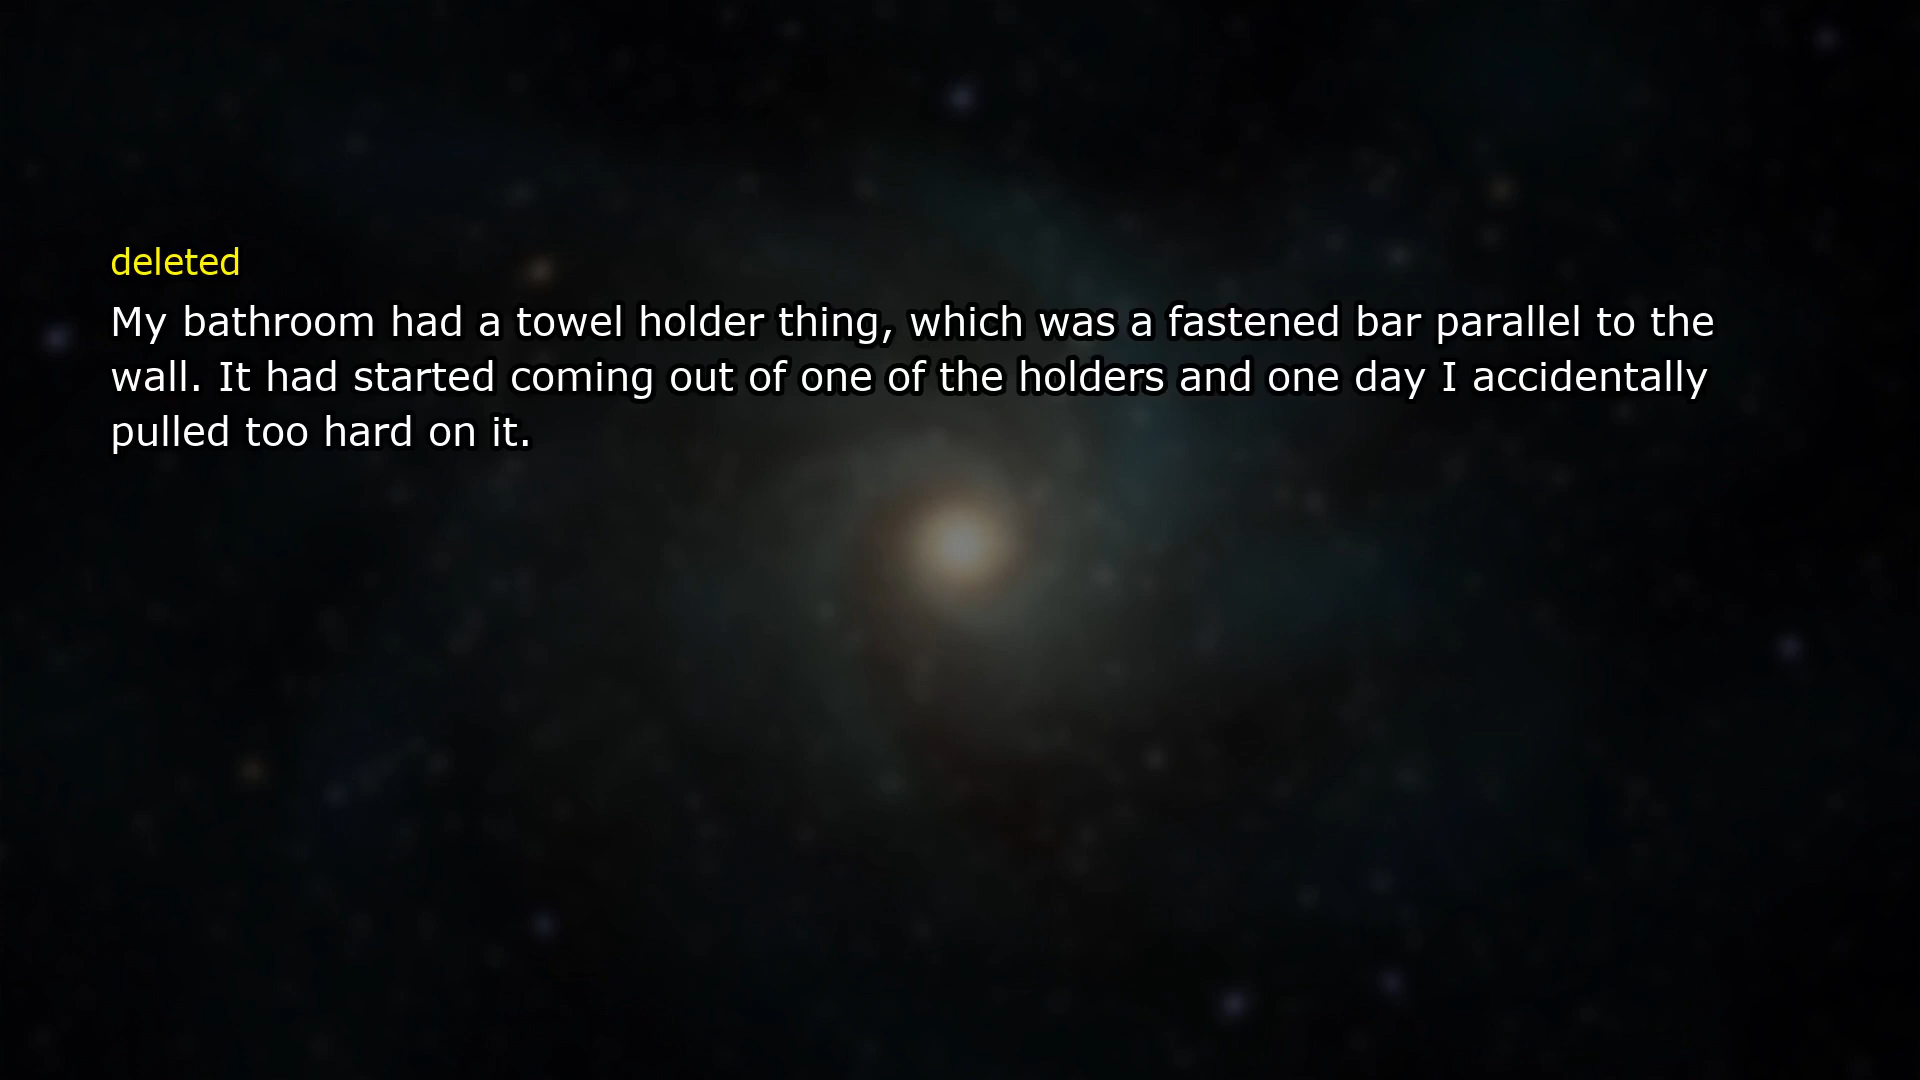 deleted
My bathroom had a towel holder thing, which was a fastened bar parallel to the
wall. It had started coming out of one of the holders and one day I accidentally
pulled too hard on it.